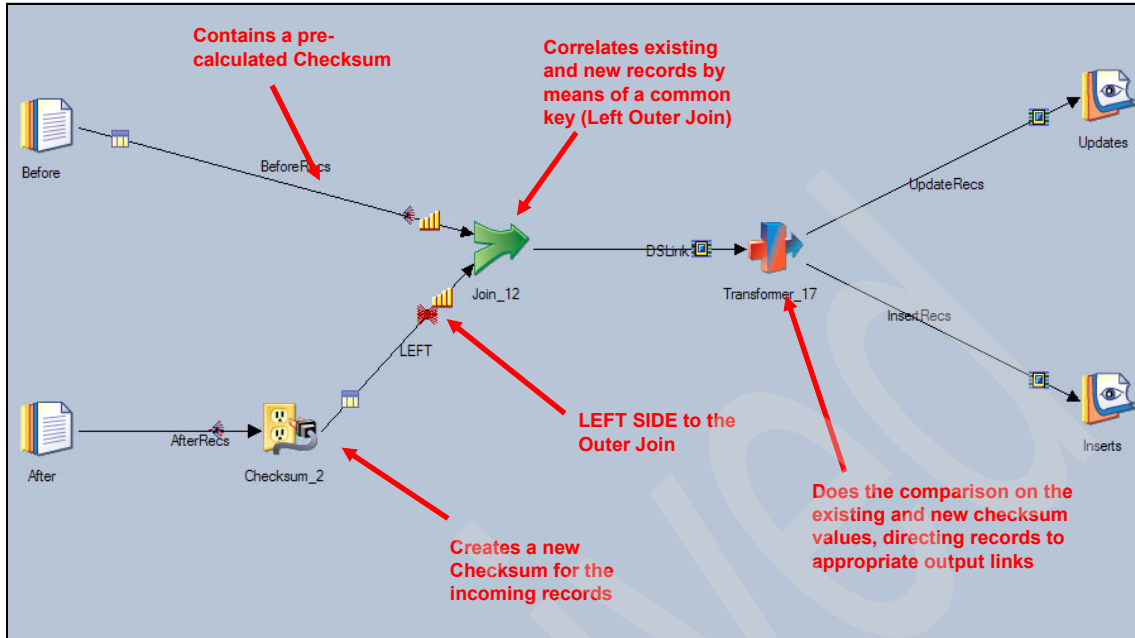 Contains a pre-
calculated Checksum
Correlates existing
and new records by
means of a common
key (Left Outer Join)
Before
BeforeRecs
Updates
UpdateRecs
Join_12
DSLink
Transformer_17
LEFT
InsertRecs
LEFT SIDE to the
Outer Join
After
AfterRecs
Checksum_2
Inserts
Creates a new
Checksum for the
incoming records
Does the comparison on the
existing and new checksum
values, directing records to
appropriate output links